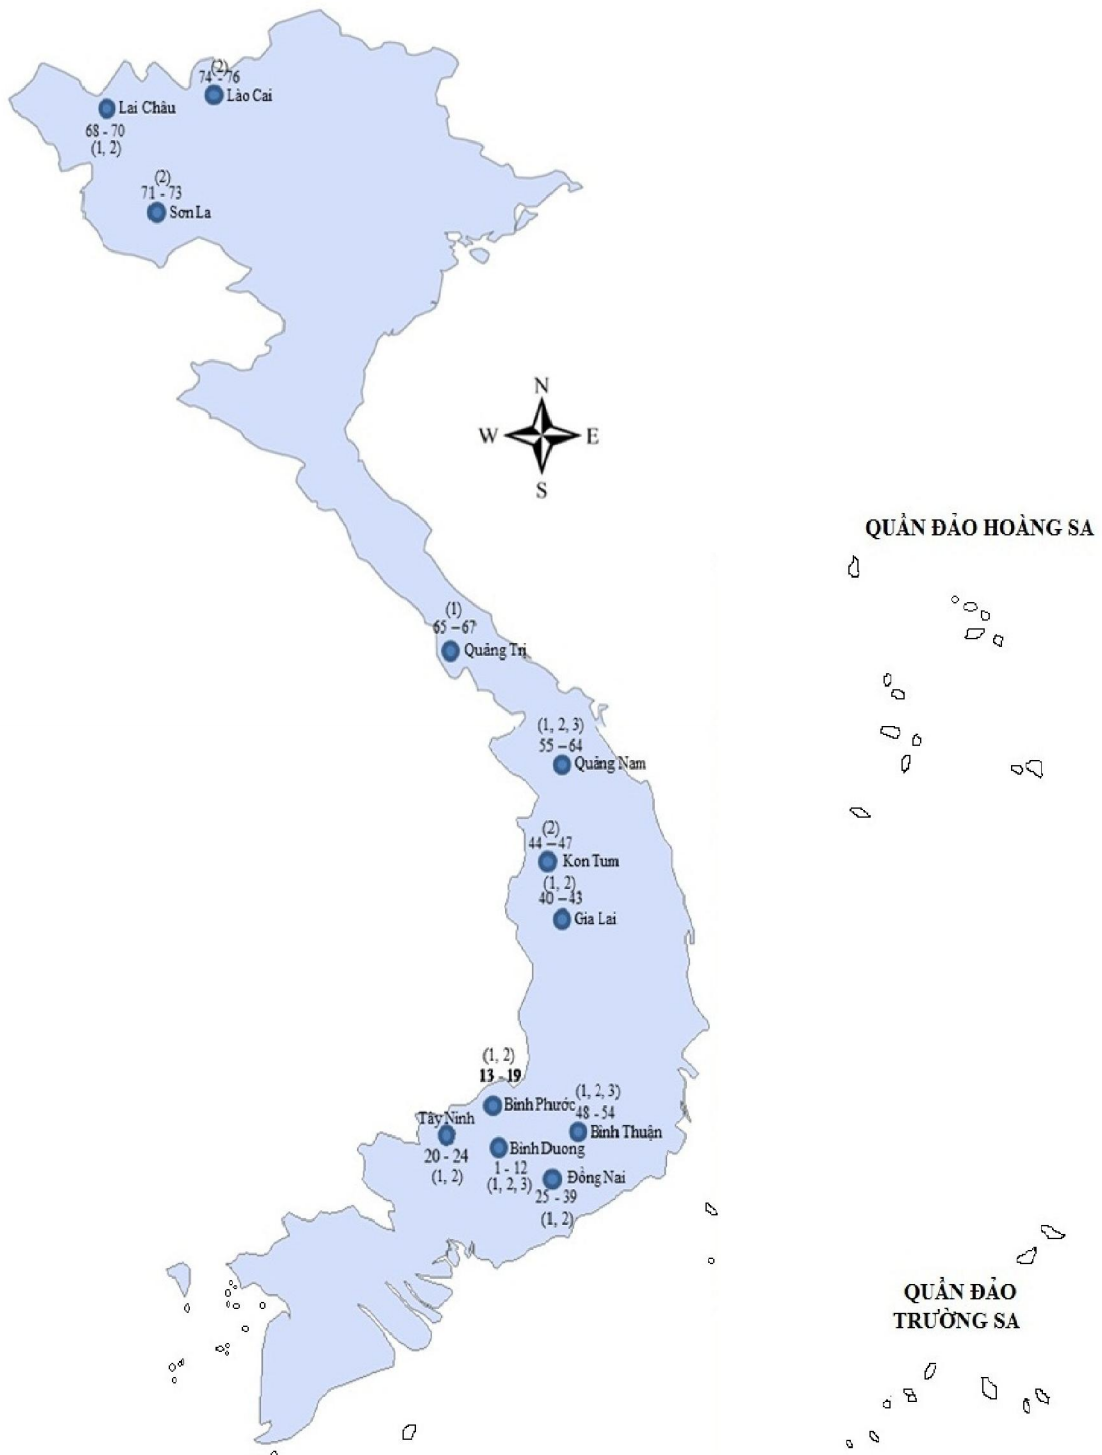 (2)
74 - 76
Lào Cai
Lai Châu
68 - 70
(1, 2)
(2)
71 - 73
Sơn La
N
W E
S
QUẦN ĐẢO HOÀNG SA
(1)
65 – 67
Quảng Trị
(1, 2, 3)
55 – 64
Quảng Nam
(2)
44 – 47
Kon Tum
(1, 2)
40 – 43
Gia Lai
(1, 2)
13 - 19
Bình Phước
(1, 2, 3)
48 - 54
Bình Thuận
Tây Ninh
20 - 24
(1, 2)
Bình Duong
1 - 12
(1, 2, 3)
Đồng Nai
25 - 39
(1, 2)
QUẦN ĐẢO
TRƯỜNG SA